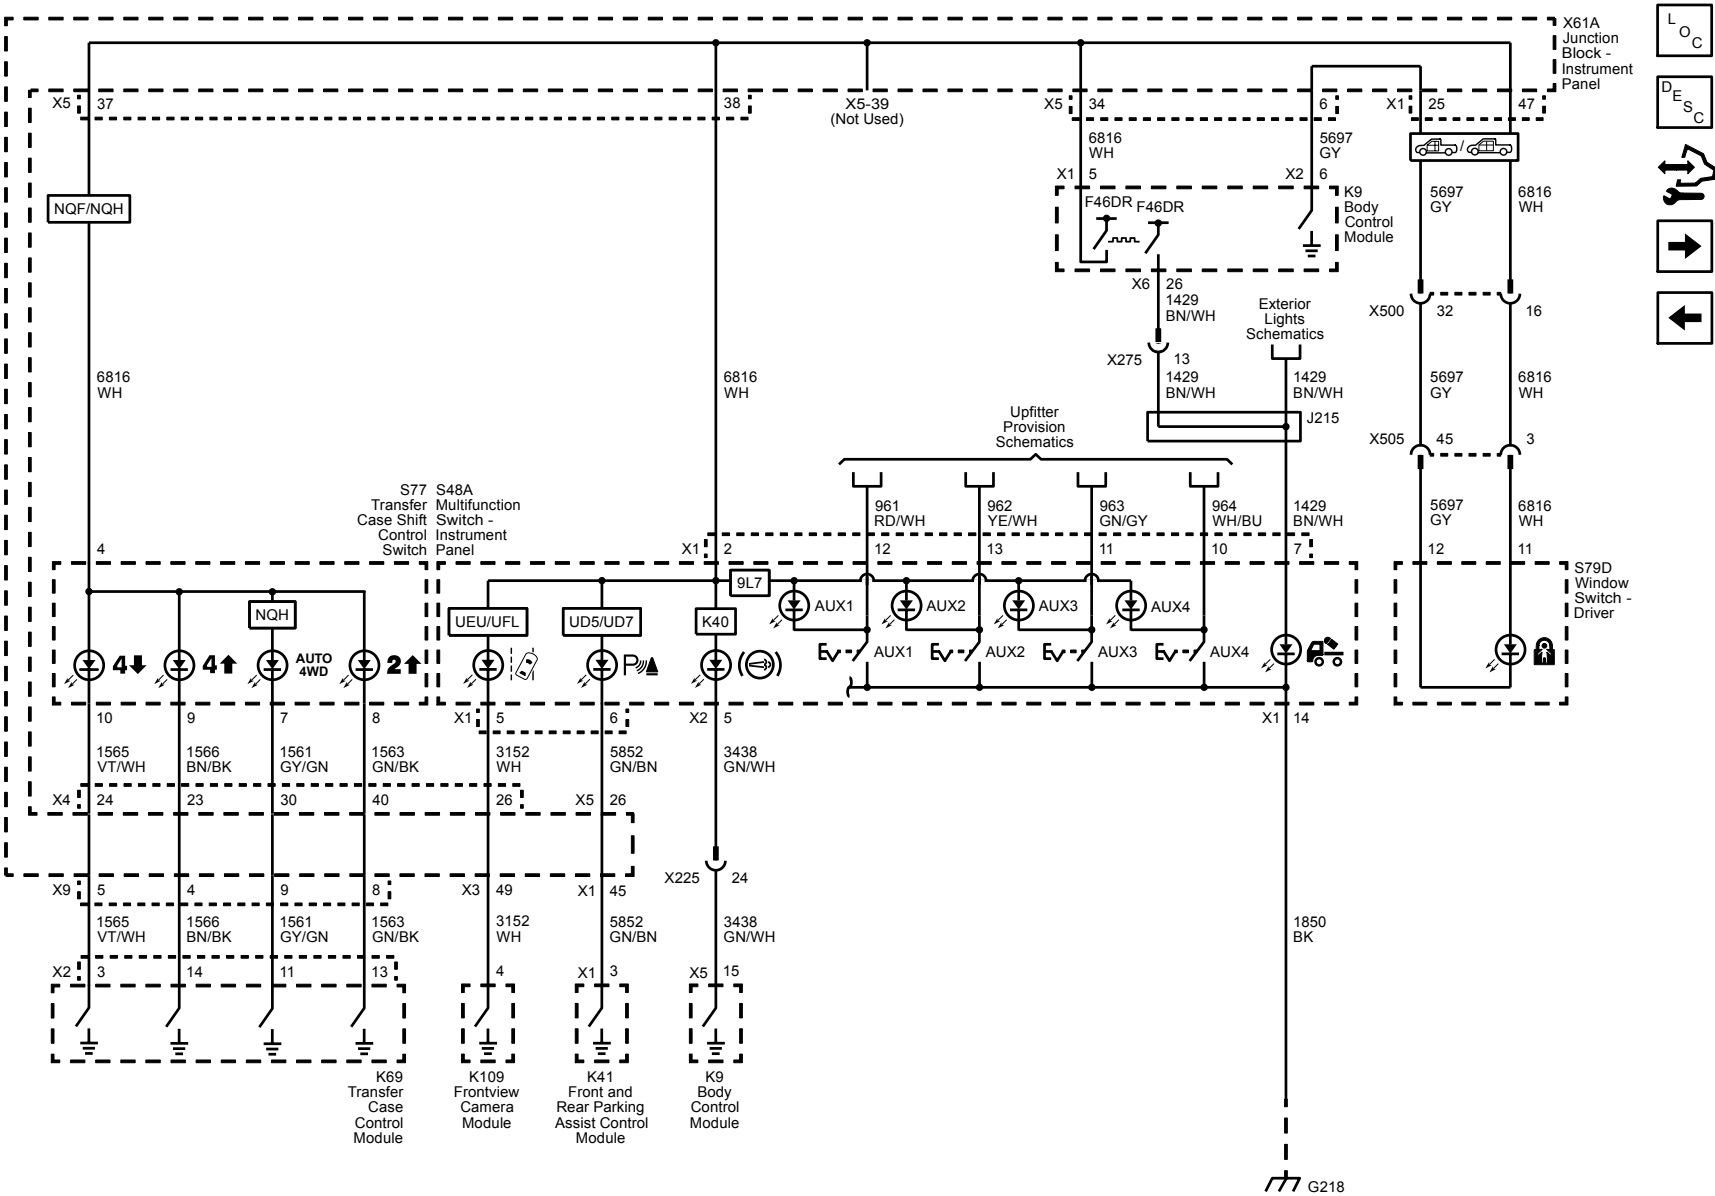 X61A
Junction
Block -
Instrument
Panel
L
O
C
D
E
S
C
X5 37
38
X5-39
(Not Used)
X5 34
6
X1 25
47
6816
WH
5697
GY
X1 5
X2 6
K9
Body
Control
Module
F46DR
F46DR
NQF/NQH
/
5697
GY
6816
WH
X6 26
1429
BN/WH
Exterior
Lights
Schematics
X500 32
16
X275 13
1429
BN/WH
1429
BN/WH
6816
WH
6816
WH
5697
GY
6816
WH
J215
Upfitter
Provision
Schematics
X505 45
3
S77
Transfer
Case Shift
Control
Switch
S48A
Multifunction
Switch -
Instrument
Panel
961
RD/WH
962
YE/WH
963
GN/GY
964
WH/BU
1429
BN/WH
5697
GY
6816
WH
4
X1 2
12
13
11
10
7
12
11
S79D
Window
Switch -
Driver
9L7
NQH
UEU/UFL
UD5/UD7
K40
AUX1
AUX2
AUX3
AUX4
4
4
AUTO
4WD
2
P
E
AUX1
E
AUX2
E
AUX3
E
AUX4
10
9
7
8
X1 5
6
X2 5
X1 14
1565
VT/WH
1566
BN/BK
1561
GY/GN
1563
GN/BK
3152
WH
5852
GN/BN
3438
GN/WH
X4 24
23
30
40
26
X5 26
X225 24
X9 5
4
9
8
X3 49
X1 45
1565
VT/WH
1566
BN/BK
1561
GY/GN
1563
GN/BK
3152
WH
5852
GN/BN
3438
GN/WH
1850
BK
X2 3
14
11
13
4
X1 3
X5 15
K69
Transfer
Case
Control
Module
K109
Frontview
Camera
Module
K41
Front and
Rear Parking
Assist Control
Module
K9
Body
Control
Module
G218